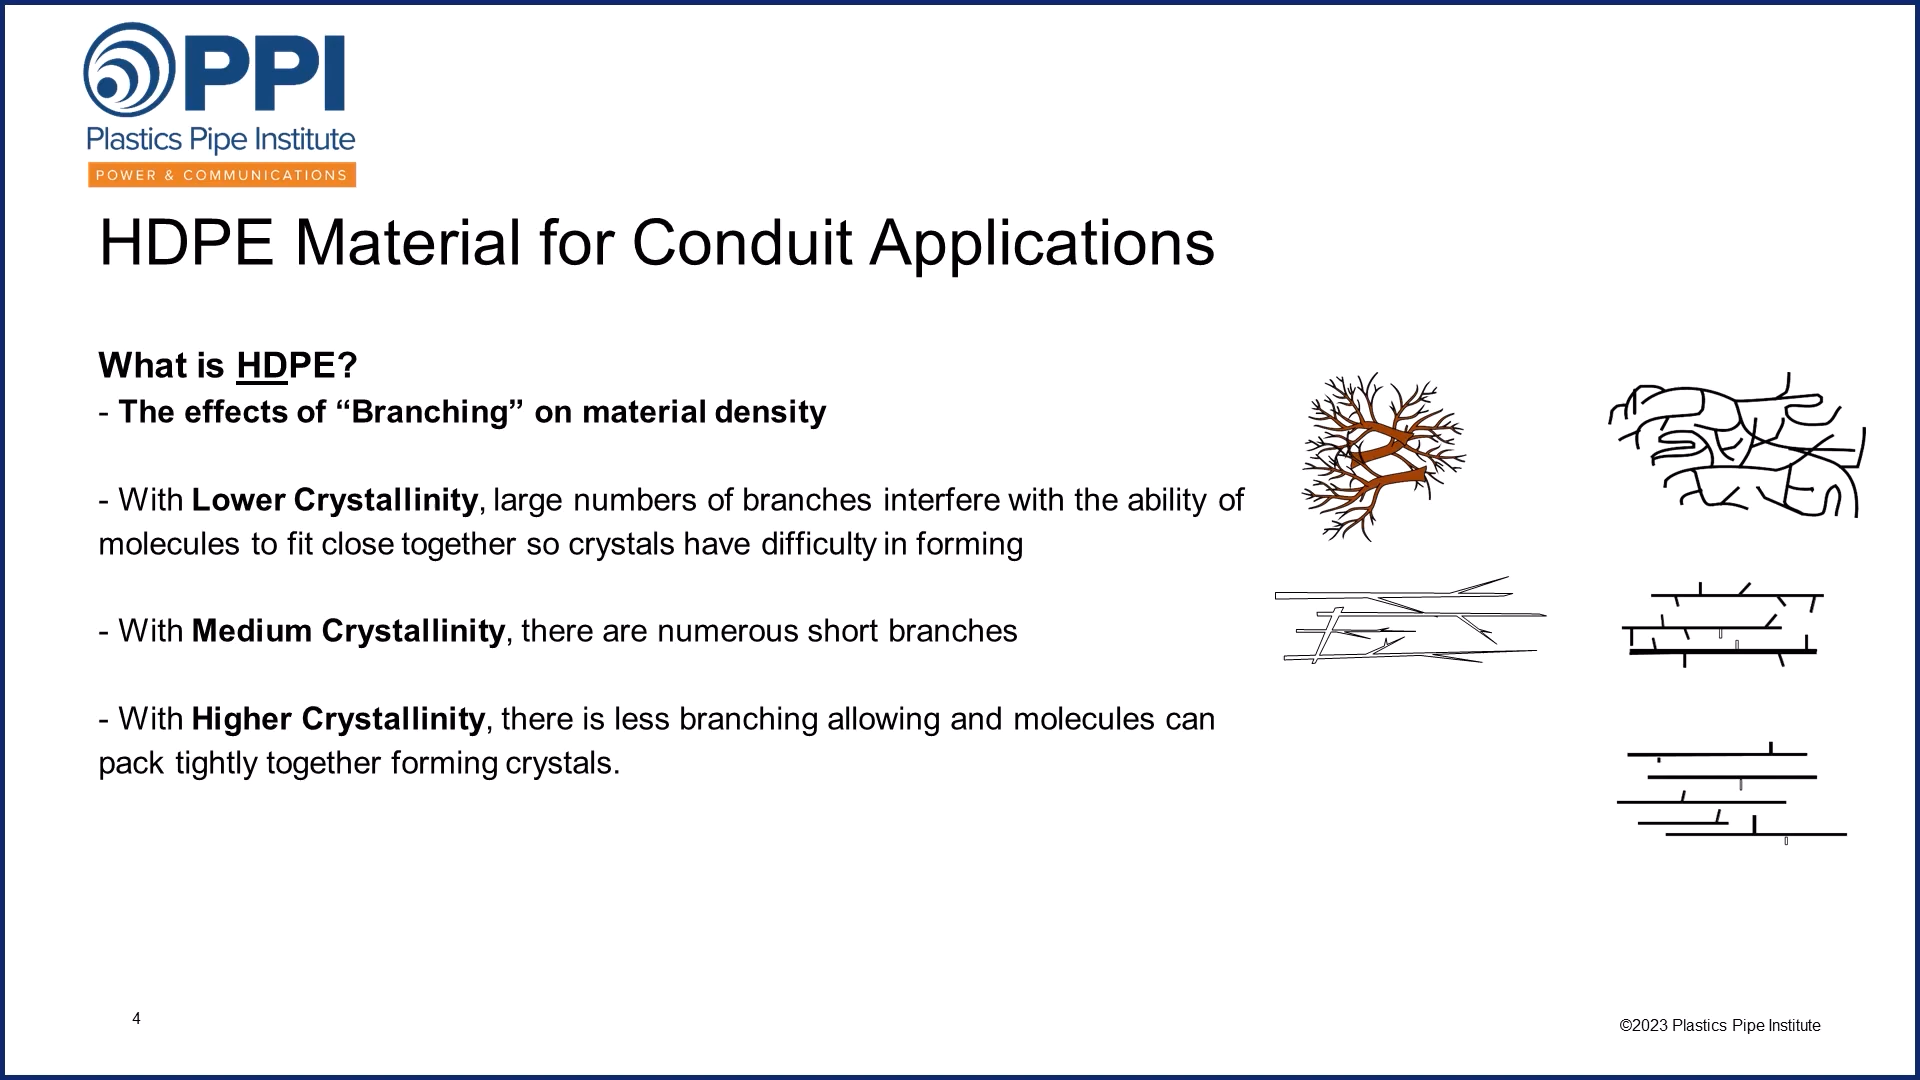 PPI
Plastics Pipe Institute
POWER & COMMUNICATIONS
HDPE Material for Conduit Applications
What is HDPE?
- The effects of “Branching” on material density
- With Lower Crystallinity, large numbers of branches interfere with the ability of
molecules to fit close together so crystals have difficulty in forming
- With Medium Crystallinity, there are numerous short branches
- With Higher Crystallinity, there is less branching allowing and molecules can
pack tightly together forming crystals.
4
©2023 Plastics Pipe Institute